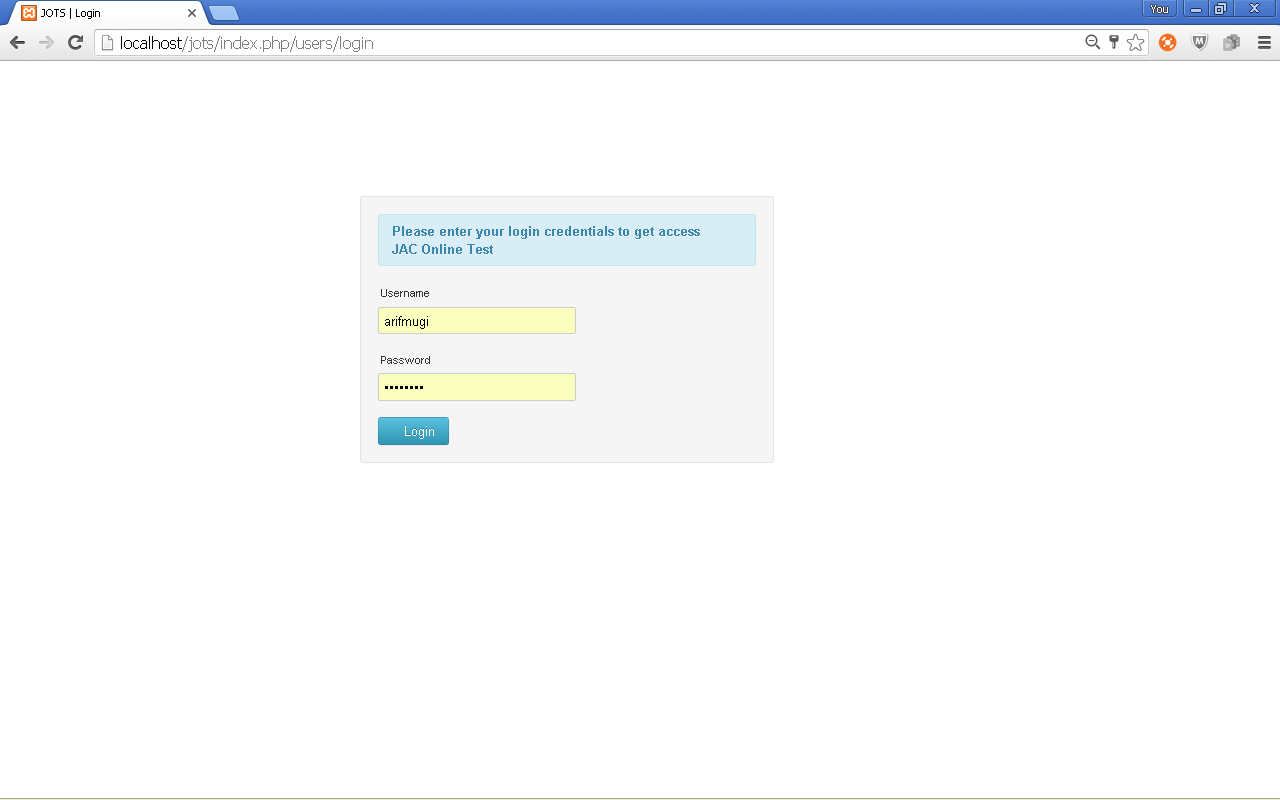 JOTS | Login
You
localhost/jots/index.php/users/login
Please enter your login credentials to get access
JAC Online Test
Username
arifmugi
Password
••••••••
Login